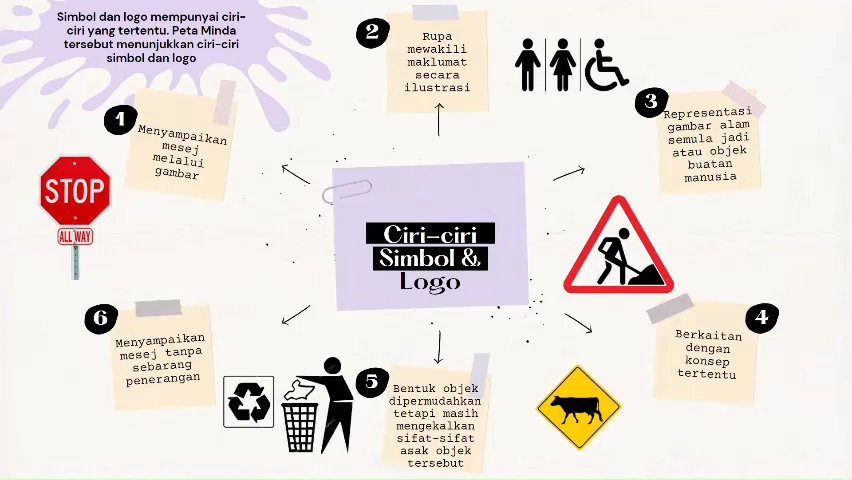 Simbol dan logo mempunyai ciri-
ciri yang tertentu. Peta Minda
tersebut menunjukkan ciri-ciri
simbol dan logo
1
Menyampaikan
mesej
melalui
gambar
STOP
ALL WAY
2
Rupa
mewakili
maklumat
secara
ilustrasi
3
Representasi
gambar alam
semula jadi
atau objek
buatan
manusia
Ciri-ciri
Simbol &
Logo
4
Berkaitan
dengan
konsep
tertentu
5
Bentuk objek
dipermudahkan
tetapi masih
mengekalkan
sifat-sifat
asak objek
tersebut
6
Menyampaikan
mesej tanpa
sebarang
penerangan